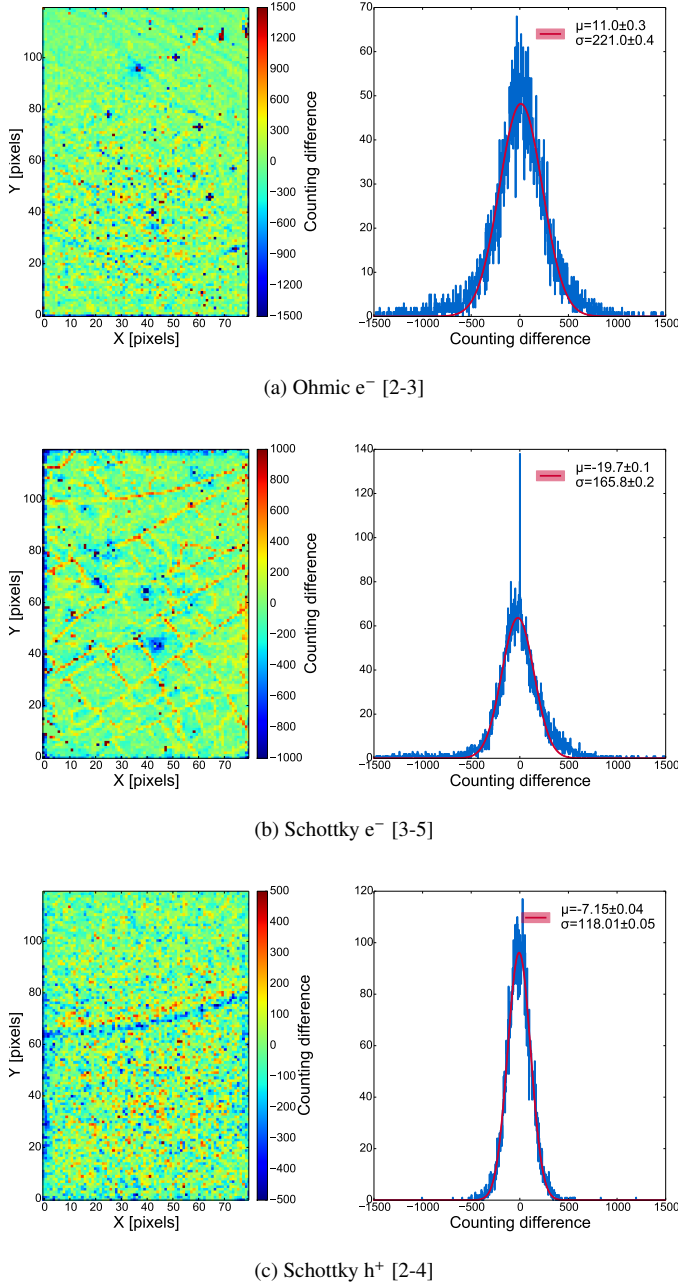 1500
1200
900
600
300
0
−300
−600
−900
−1200
−1500
Counting difference
120
100
80
60
40
20
0
Y [pixels]
0 10 20 30 40 50 60 70
X [pixels]
70
60
50
40
30
20
10
0
μ=11.0±0.3
σ=221.0±0.4
−1500 −1000 −500 0 500 1000 1500
Counting difference
(a) Ohmic e⁻ [2-3]
1000
800
600
400
200
0
−200
−400
−600
−800
−1000
Counting difference
100
80
60
40
20
0
Y [pixels]
0 10 20 30 40 50 60 70
X [pixels]
140
120
100
80
60
40
20
0
μ=-19.7±0.1
σ=165.8±0.2
−1500 −1000 −500 0 500 1000 1500
Counting difference
(b) Schottky e⁻ [3-5]
500
400
300
200
100
0
−100
−200
−300
−400
−500
Counting difference
100
80
60
40
20
0
Y [pixels]
0 10 20 30 40 50 60 70
X [pixels]
120
100
80
60
40
20
0
μ=-7.15±0.04
σ=118.01±0.05
−1500 −1000 −500 0 500 1000 1500
Counting difference
(c) Schottky h⁺ [2-4]